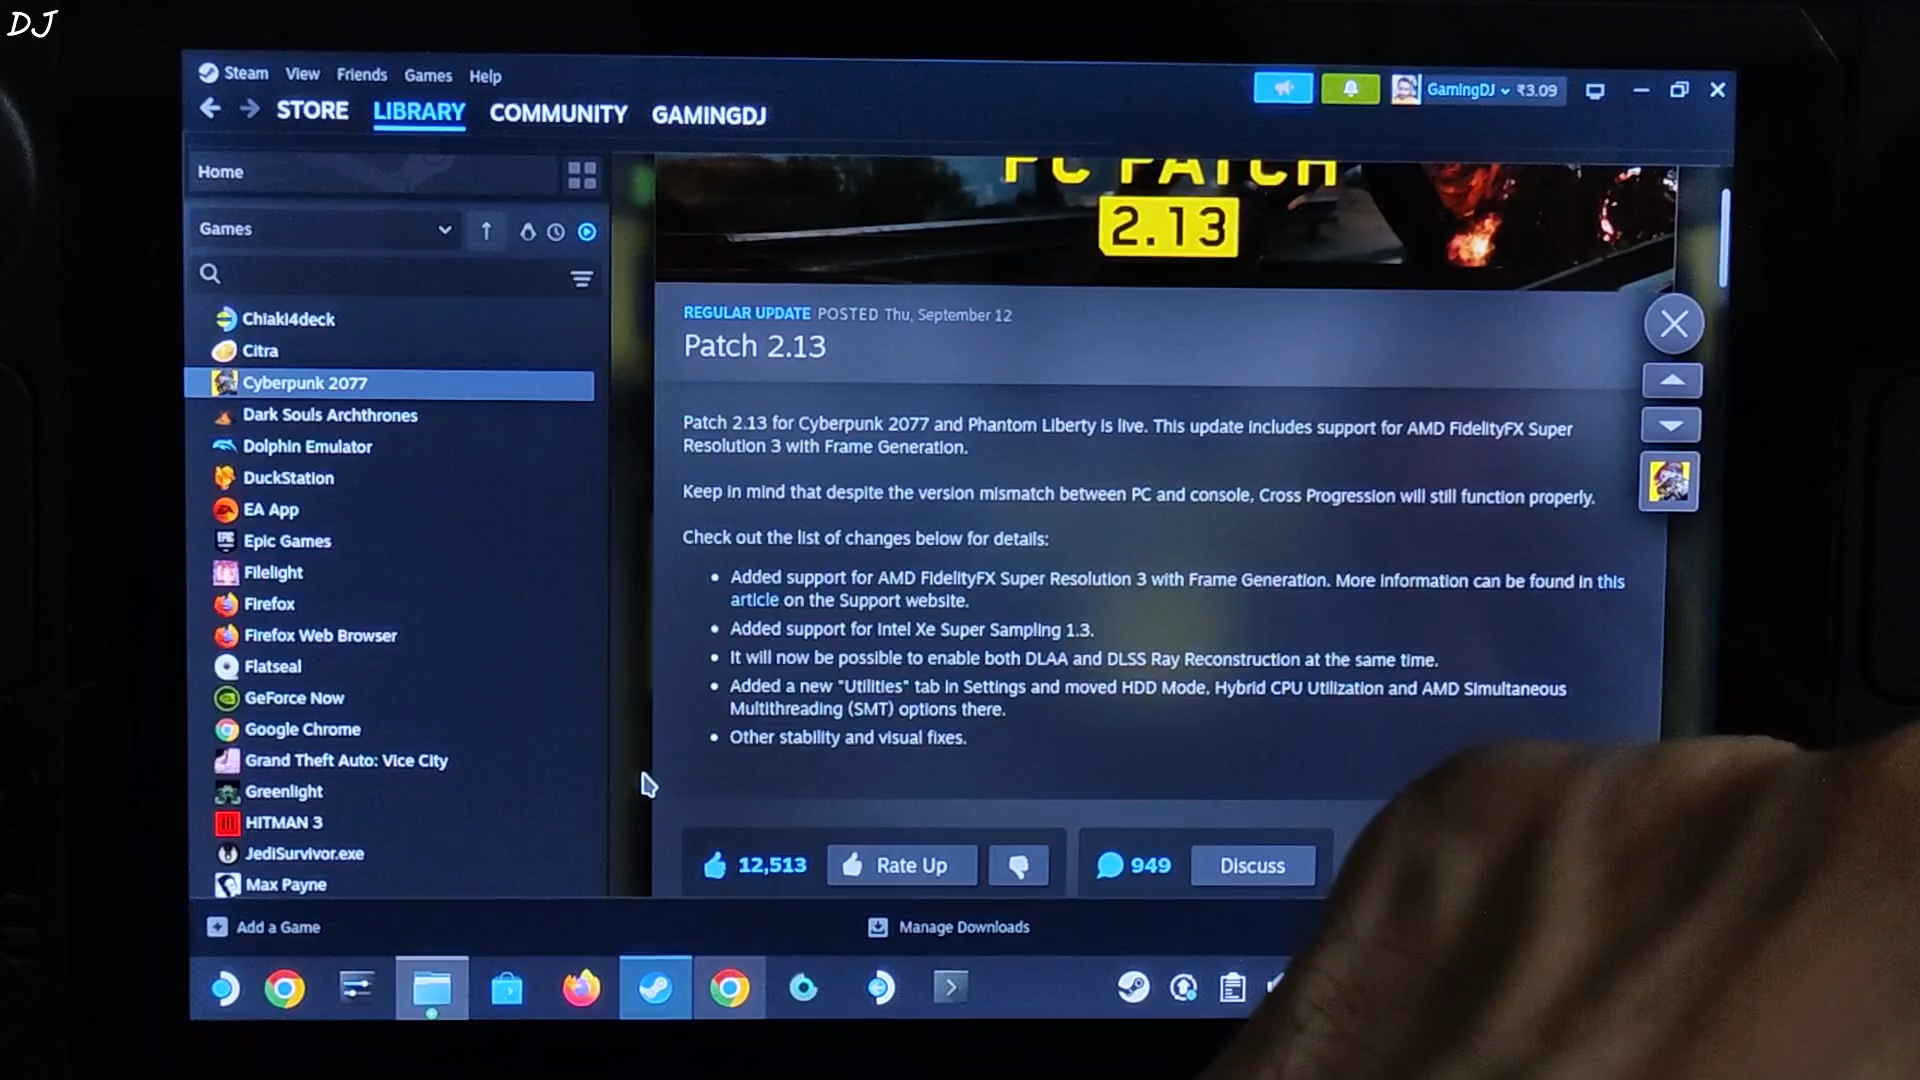 DJ
Steam View Friends Games Help
GamingDJ ₹3.09
STORE LIBRARY COMMUNITY GAMINGDJ
Home
Games
PC PATCH
2.13
REGULAR UPDATE POSTED Thu, September 12
Patch 2.13
Patch 2.13 for Cyberpunk 2077 and Phantom Liberty is live. This update includes support for AMD FidelityFX Super
Resolution 3 with Frame Generation.
Keep in mind that despite the version mismatch between PC and console, Cross Progression will still function properly.
Check out the list of changes below for details:
• Added support for AMD FidelityFX Super Resolution 3 with Frame Generation. More information can be found in this
article on the Support website.
• Added support for Intel Xe Super Sampling 1.3.
• It will now be possible to enable both DLAA and DLSS Ray Reconstruction at the same time.
• Added a new "Utilities" tab in Settings and moved HDD Mode, Hybrid CPU Utilization and AMD Simultaneous
Multithreading (SMT) options there.
• Other stability and visual fixes.
12,513 Rate Up 949 Discuss
Chiaki4deck
Citra
Cyberpunk 2077
Dark Souls Archthrones
Dolphin Emulator
DuckStation
EA App
EPIC Epic Games
Filelight
Firefox
Firefox Web Browser
Flatseal
GeForce Now
Google Chrome
Grand Theft Auto: Vice City
Greenlight
HITMAN 3
JediSurvivor.exe
Max Payne
Add a Game Manage Downloads